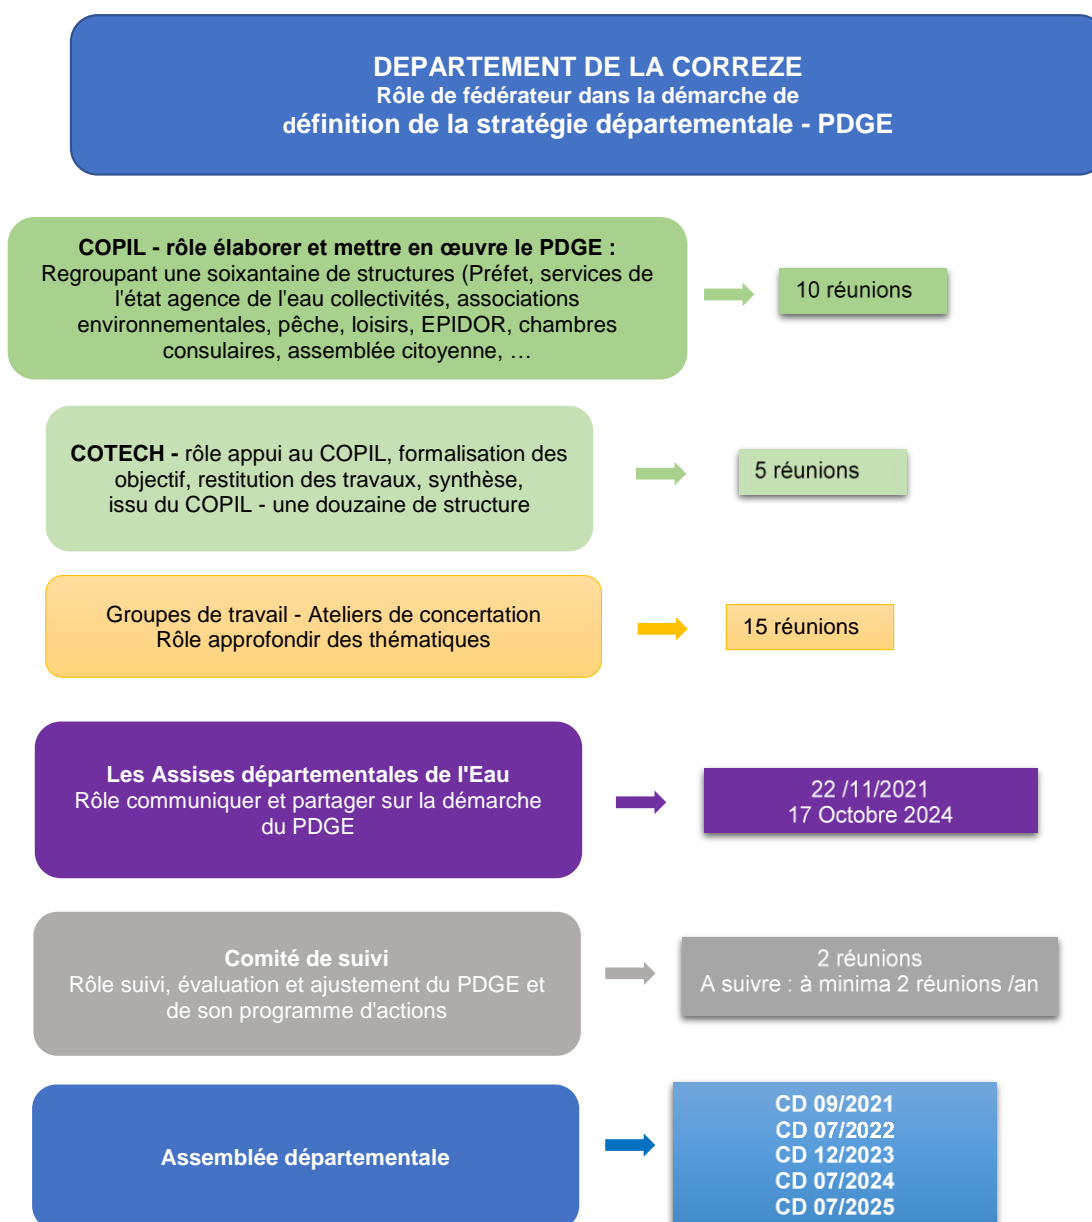 DEPARTEMENT DE LA CORREZE
Rôle de fédérateur dans la démarche de
définition de la stratégie départementale - PDGE
COPIL - rôle élaborer et mettre en œuvre le PDGE :
Regroupant une soixantaine de structures (Préfet, services de
l'état agence de l'eau collectivités, associations
environnementales, pêche, loisirs, EPIDOR, chambres
consulaires, assemblée citoyenne, …
10 réunions
COTECH - rôle appui au COPIL, formalisation des
objectif, restitution des travaux, synthèse,
issu du COPIL - une douzaine de structure
5 réunions
Groupes de travail - Ateliers de concertation
Rôle approfondir des thématiques
15 réunions
Les Assises départementales de l'Eau
Rôle communiquer et partager sur la démarche
du PDGE
22 /11/2021
17 Octobre 2024
Comité de suivi
Rôle suivi, évaluation et ajustement du PDGE et
de son programme d'actions
2 réunions
A suivre : à minima 2 réunions /an
Assemblée départementale
CD 09/2021
CD 07/2022
CD 12/2023
CD 07/2024
CD 07/2025